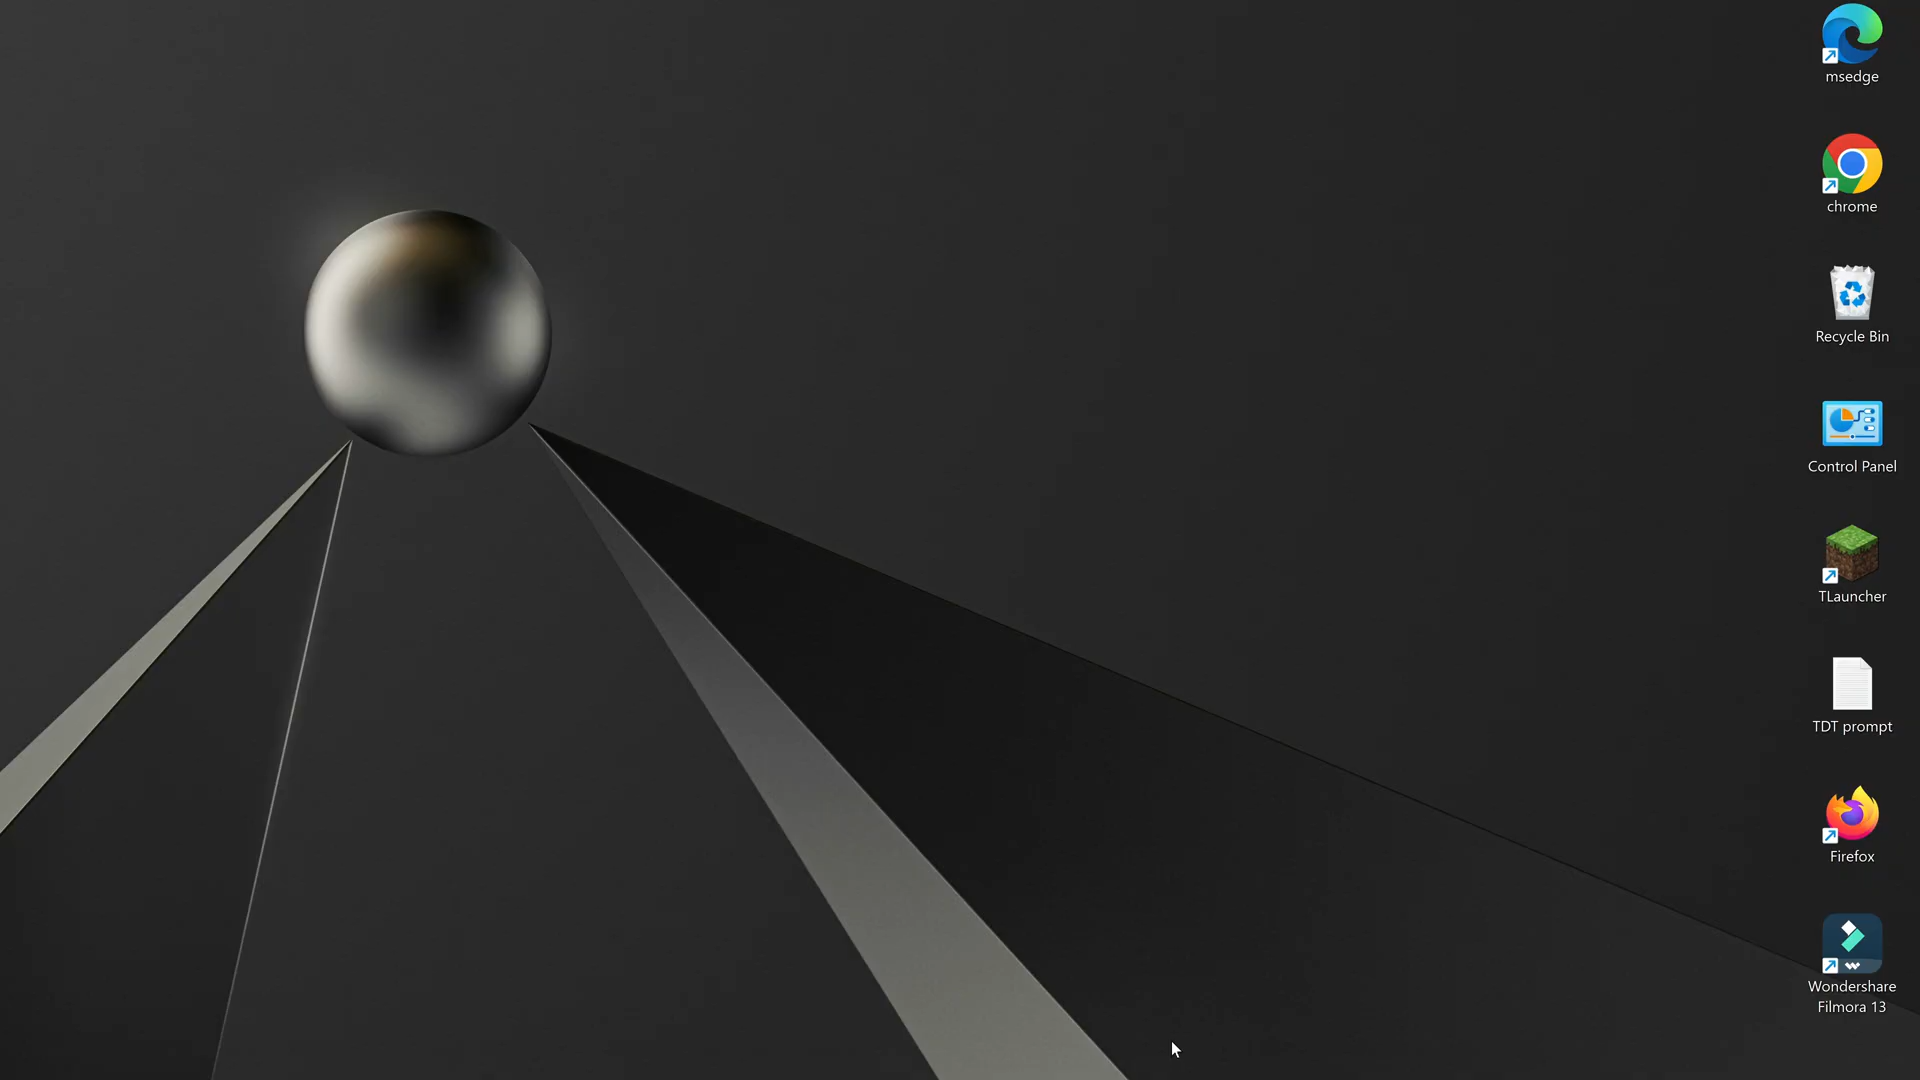 msedge
chrome
Recycle Bin
Control Panel
TLauncher
TDT prompt
Firefox
Wondershare
Filmora 13